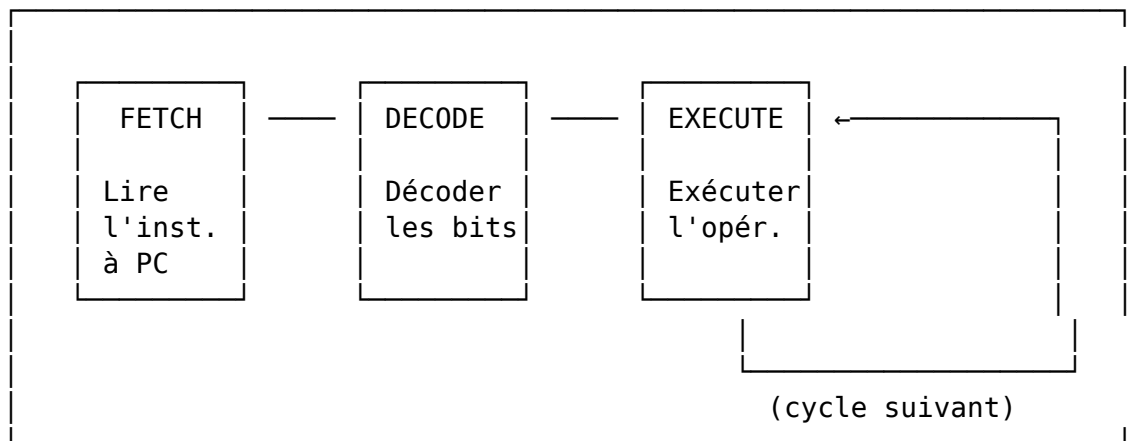 FETCH DECODE EXECUTE ←
Lire Décoder Exécuter
l'inst. les bits l'opér.
à PC
(cycle suivant)